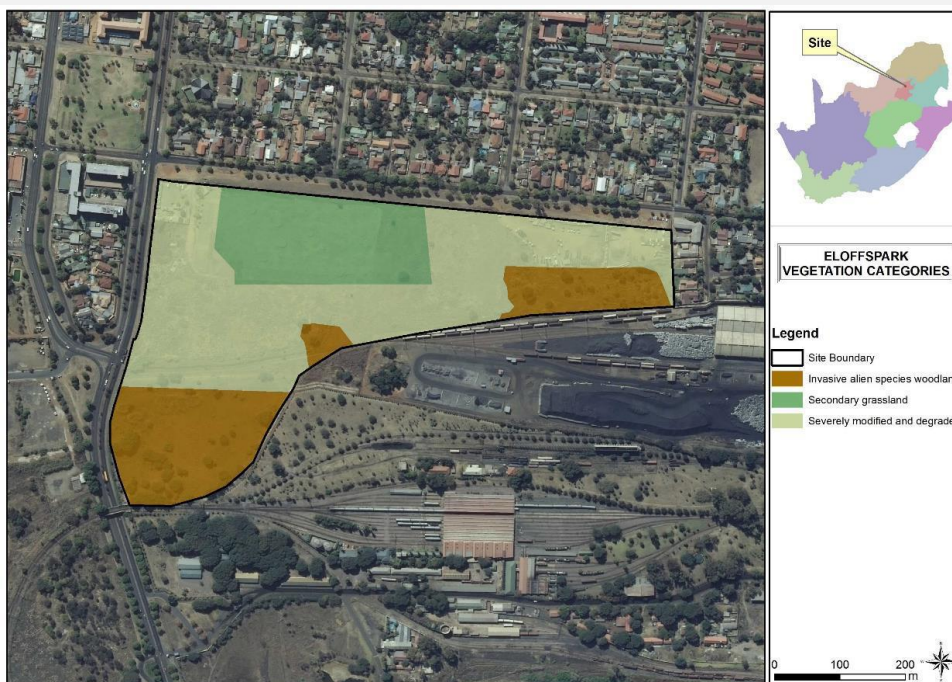 Site
ELOFFSPARK
VEGETATION CATEGORIES
Legend
Site Boundary
Invasive alien species woodlan
Secondary grassland
Severely modified and degrade
0 100 200
m